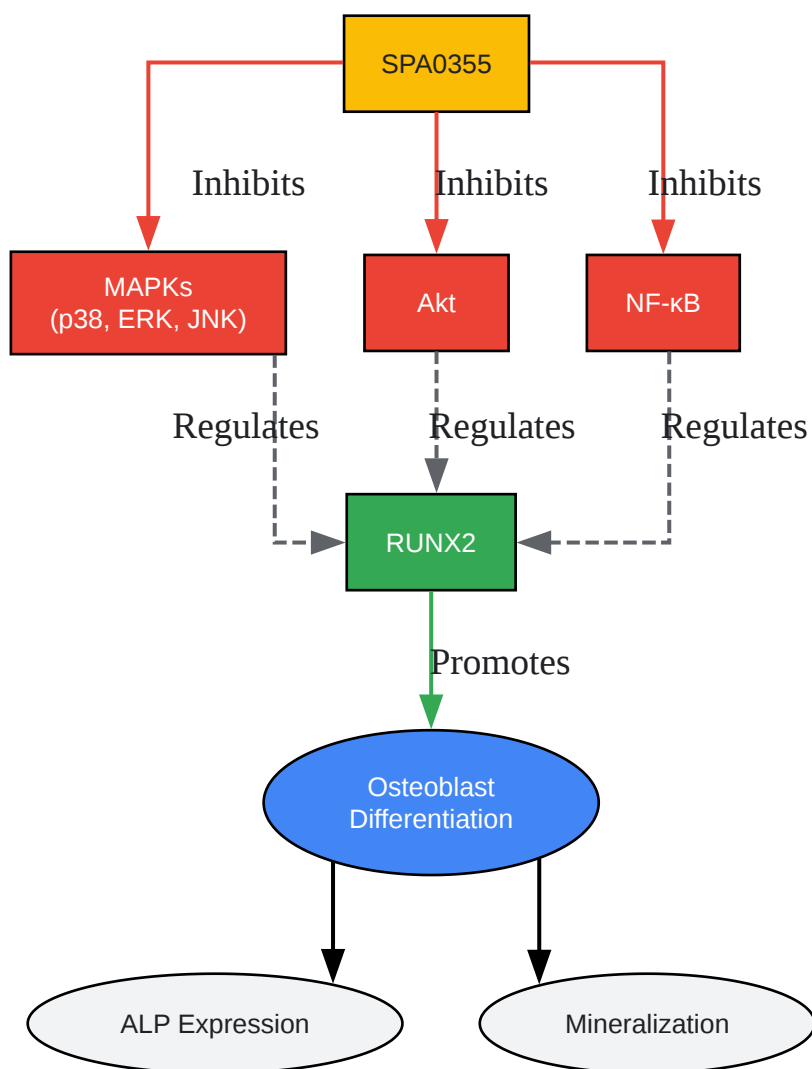 SPA0355
Inhibits
Inhibits
Inhibits
MAPKs
(p38, ERK, JNK)
Akt
NF-κB
Regulates
Regulates
Regulates
RUNX2
Promotes
Osteoblast
Differentiation
ALP Expression
Mineralization